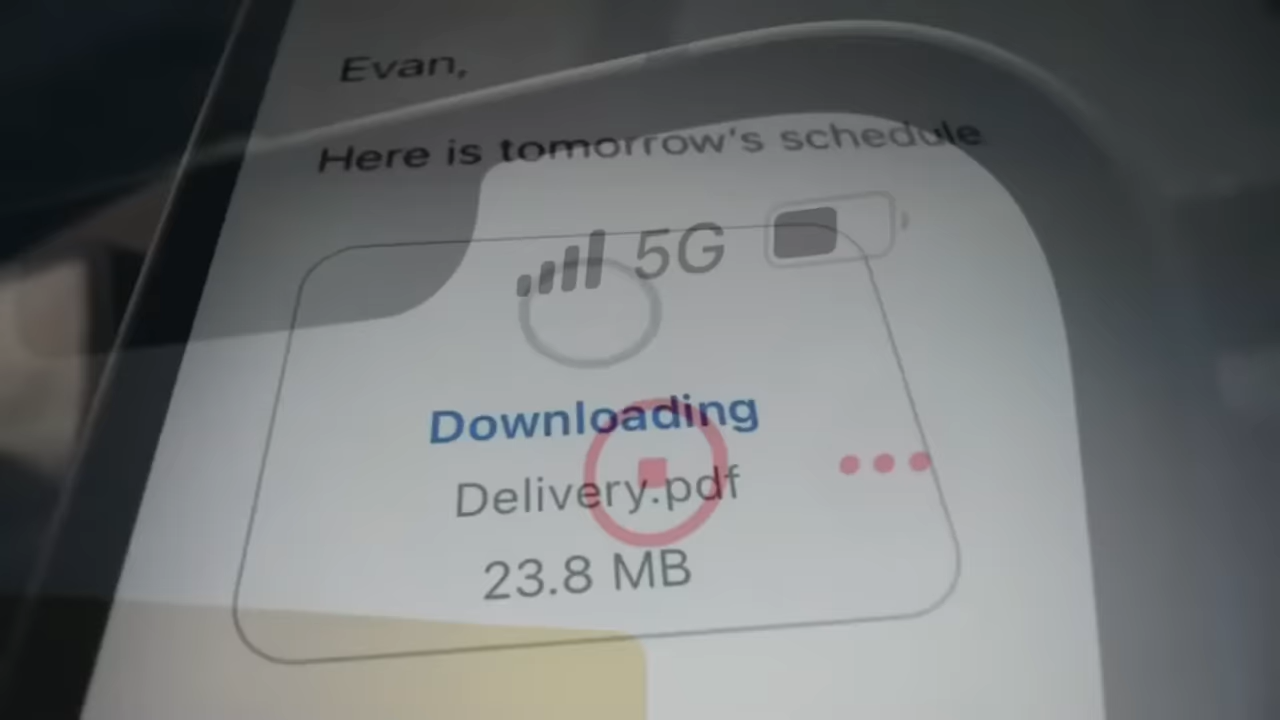 Evan,
Here is tomorrow's schedule
5G
Downloading
Delivery.pdf
23.8 MB